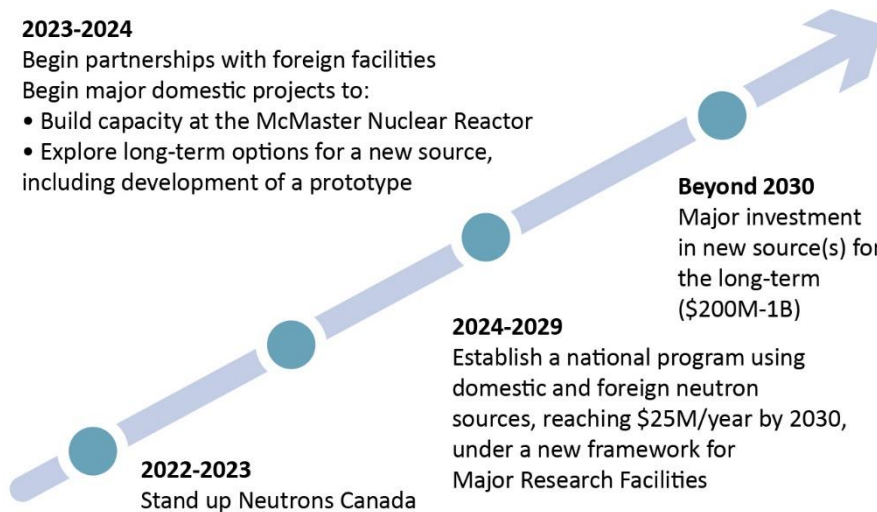 2023-2024
Begin partnerships with foreign facilities
Begin major domestic projects to:
• Build capacity at the McMaster Nuclear Reactor
• Explore long-term options for a new source,
including development of a prototype
Beyond 2030
Major investment
in new source(s) for
the long-term
($200M-1B)
2024-2029
Establish a national program using
domestic and foreign neutron
sources, reaching $25M/year by 2030,
under a new framework for
Major Research Facilities
2022-2023
Stand up Neutrons Canada